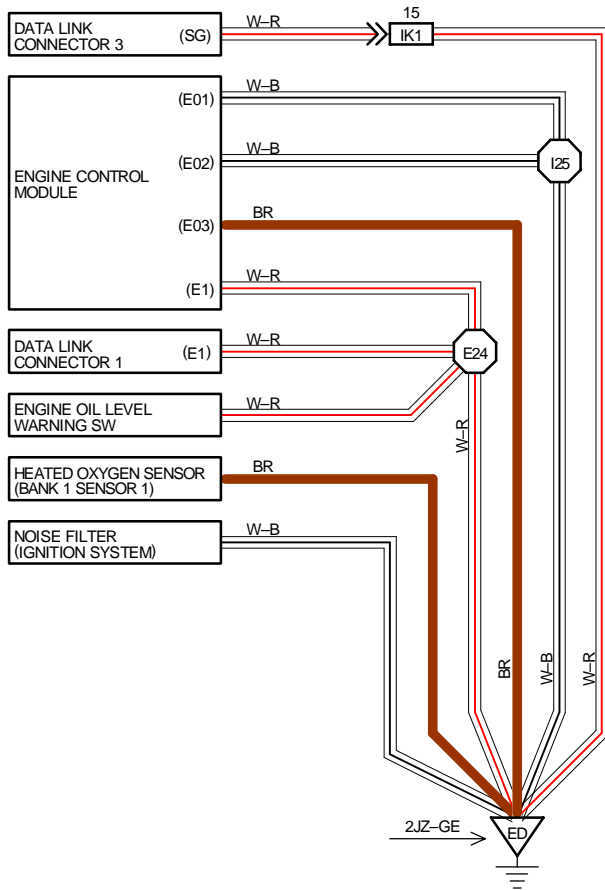 15
DATA LINK
CONNECTOR 3
(SG)
W–R
IK1
ENGINE CONTROL
MODULE
(E01)
W–B
(E02)
W–B
I25
(E03)
BR
(E1)
W–R
DATA LINK
CONNECTOR 1
(E1)
W–R
E24
ENGINE OIL LEVEL
WARNING SW
W–R
W–R
HEATED OXYGEN SENSOR
(BANK 1 SENSOR 1)
BR
NOISE FILTER
(IGNITION SYSTEM)
W–B
BR
W–B
W–R
2JZ–GE
ED